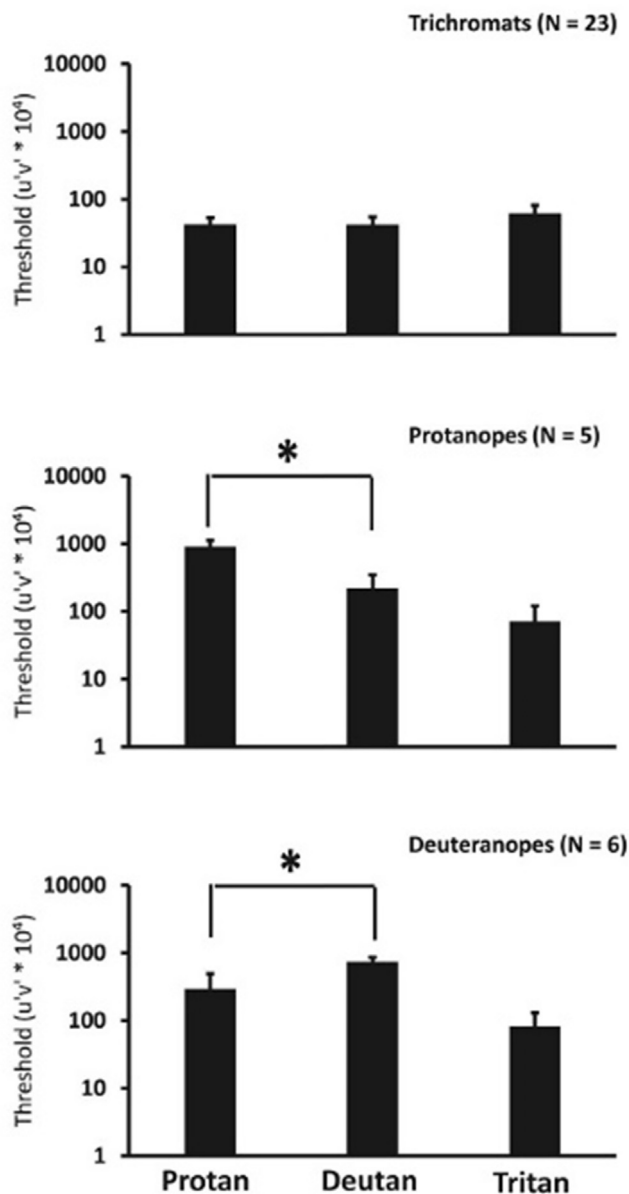 Trichromats (N = 23)
Threshold (u'v' * 10⁴)
10000
1000
100
10
1
Protanopes (N = 5)
*
Threshold (u'v' * 10⁴)
10000
1000
100
10
1
Deuteranopes (N = 6)
*
Threshold (u'v' * 10⁴)
10000
1000
100
10
1
Protan Deutan Tritan